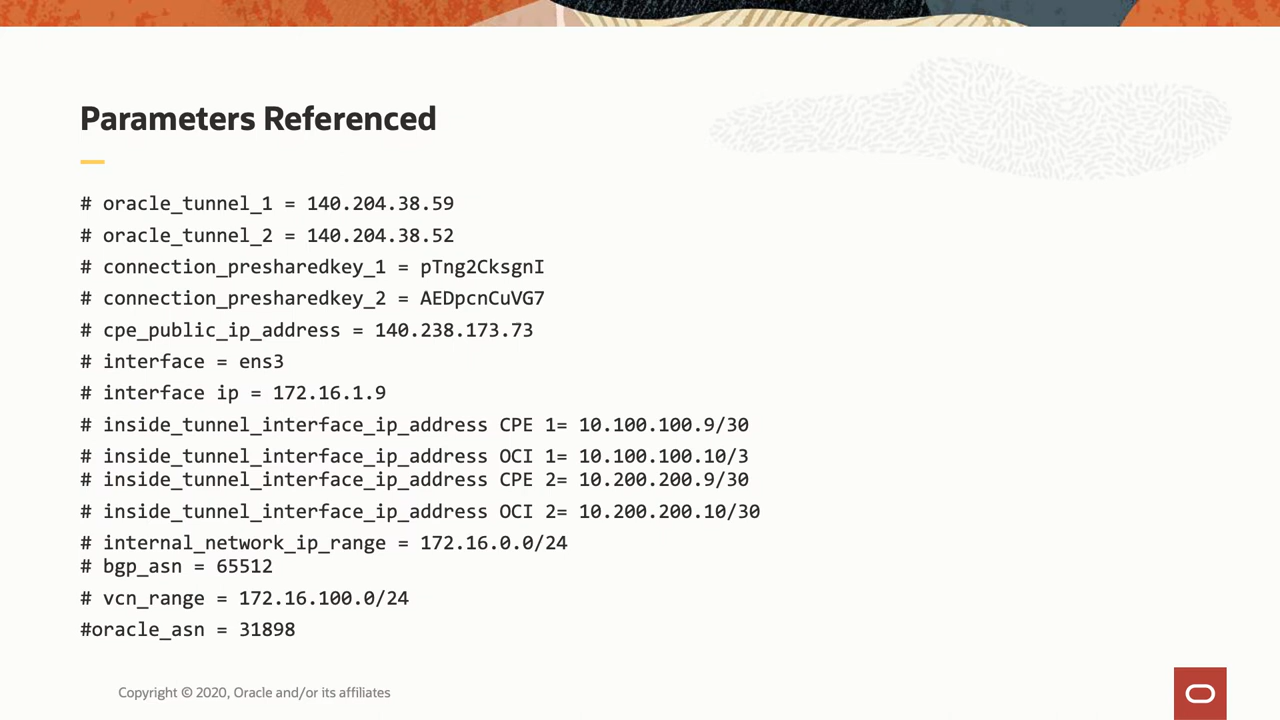 Parameters Referenced
# oracle_tunnel_1 = 140.204.38.59
# oracle_tunnel_2 = 140.204.38.52
# connection_presharedkey_1 = pTng2CksgnI
# connection_presharedkey_2 = AEDpcnCuVG7
# cpe_public_ip_address = 140.238.173.73
# interface = ens3
# interface ip = 172.16.1.9
# inside_tunnel_interface_ip_address CPE 1= 10.100.100.9/30
# inside_tunnel_interface_ip_address OCI 1= 10.100.100.10/3
# inside_tunnel_interface_ip_address CPE 2= 10.200.200.9/30
# inside_tunnel_interface_ip_address OCI 2= 10.200.200.10/30
# internal_network_ip_range = 172.16.0.0/24
# bgp_asn = 65512
# vcn_range = 172.16.100.0/24
#oracle_asn = 31898
Copyright © 2020, Oracle and/or its affiliates